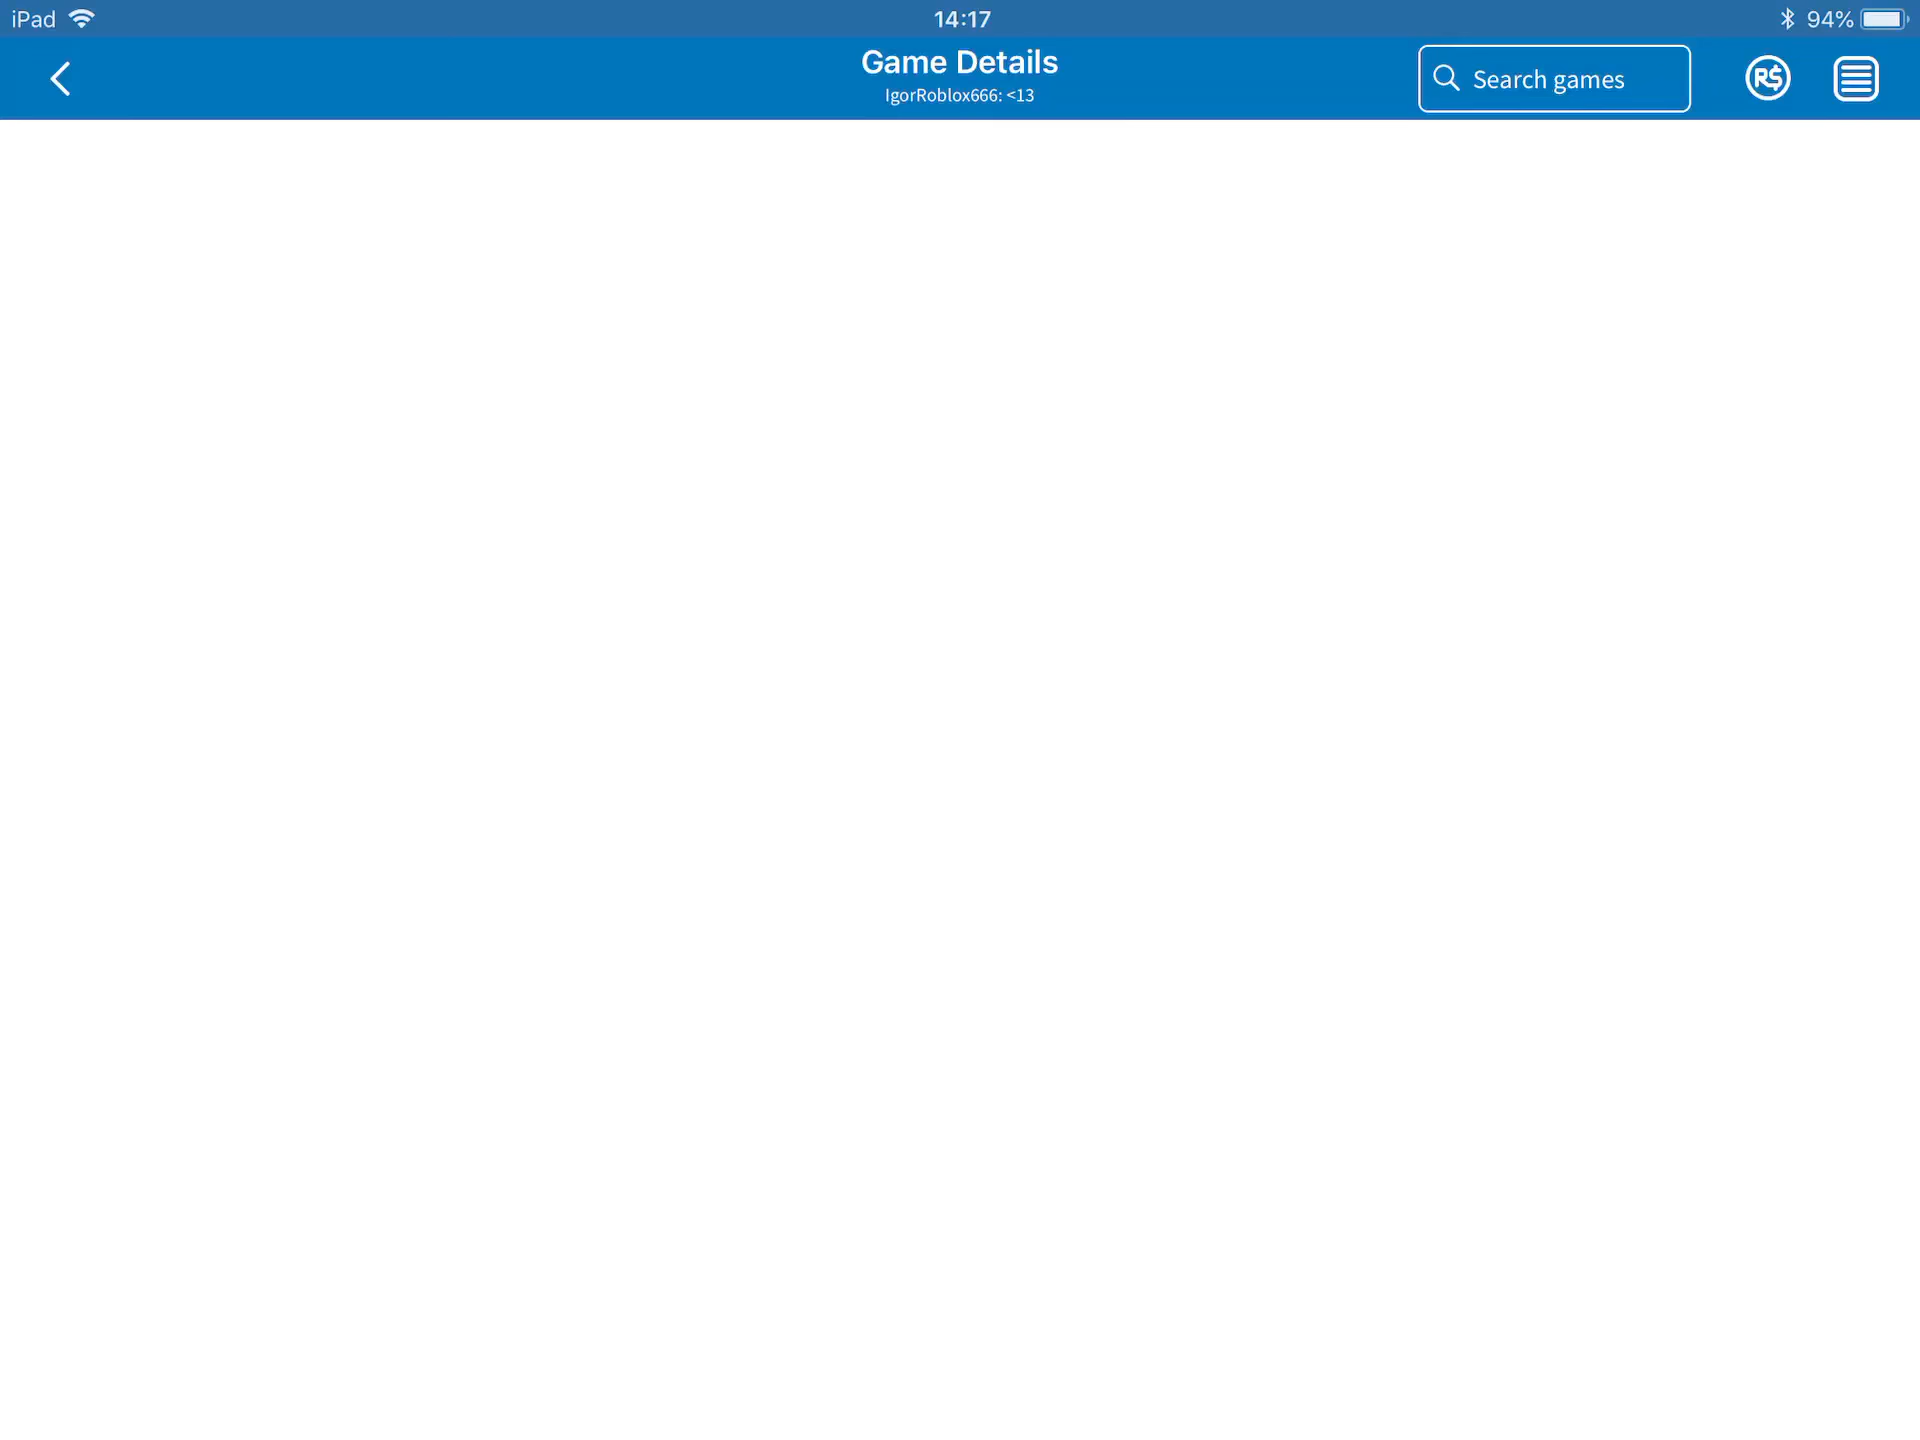 iPad
14:17
94%
Game Details
IgorRoblox666: <13
Search games
R$